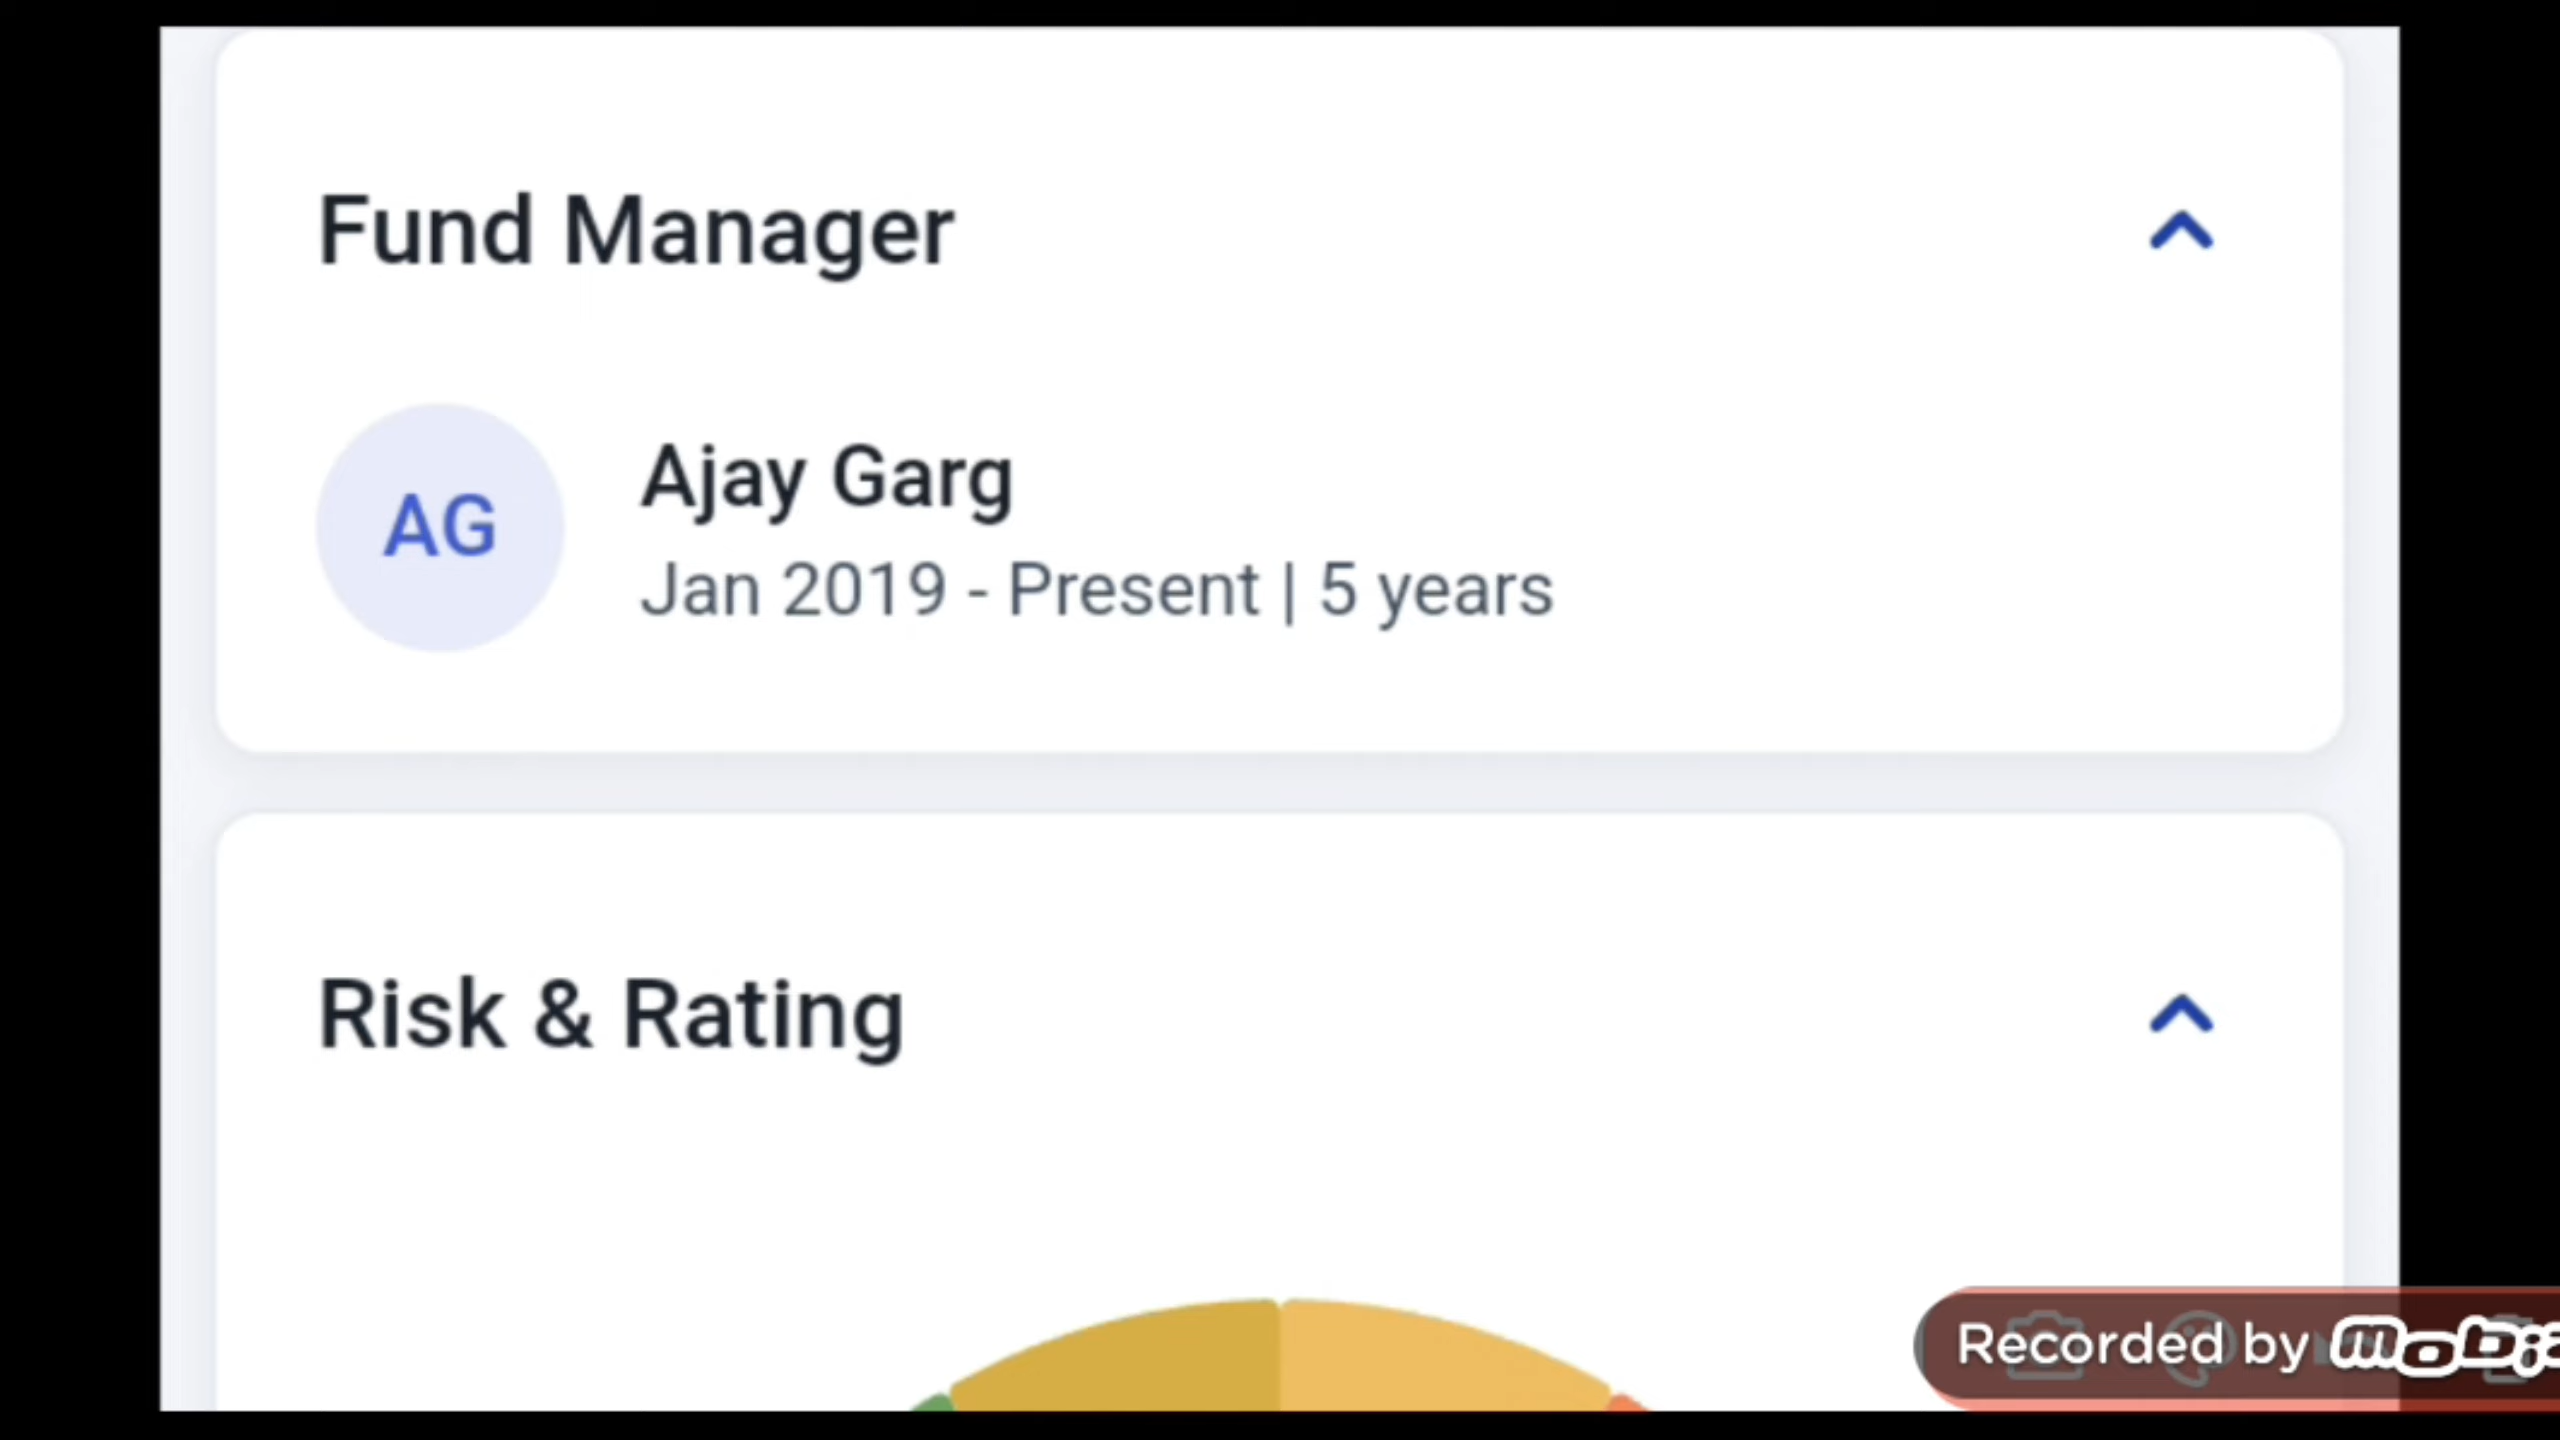 Fund Manager
AG
Ajay Garg
Jan 2019 - Present | 5 years
Risk & Rating
Recorded by